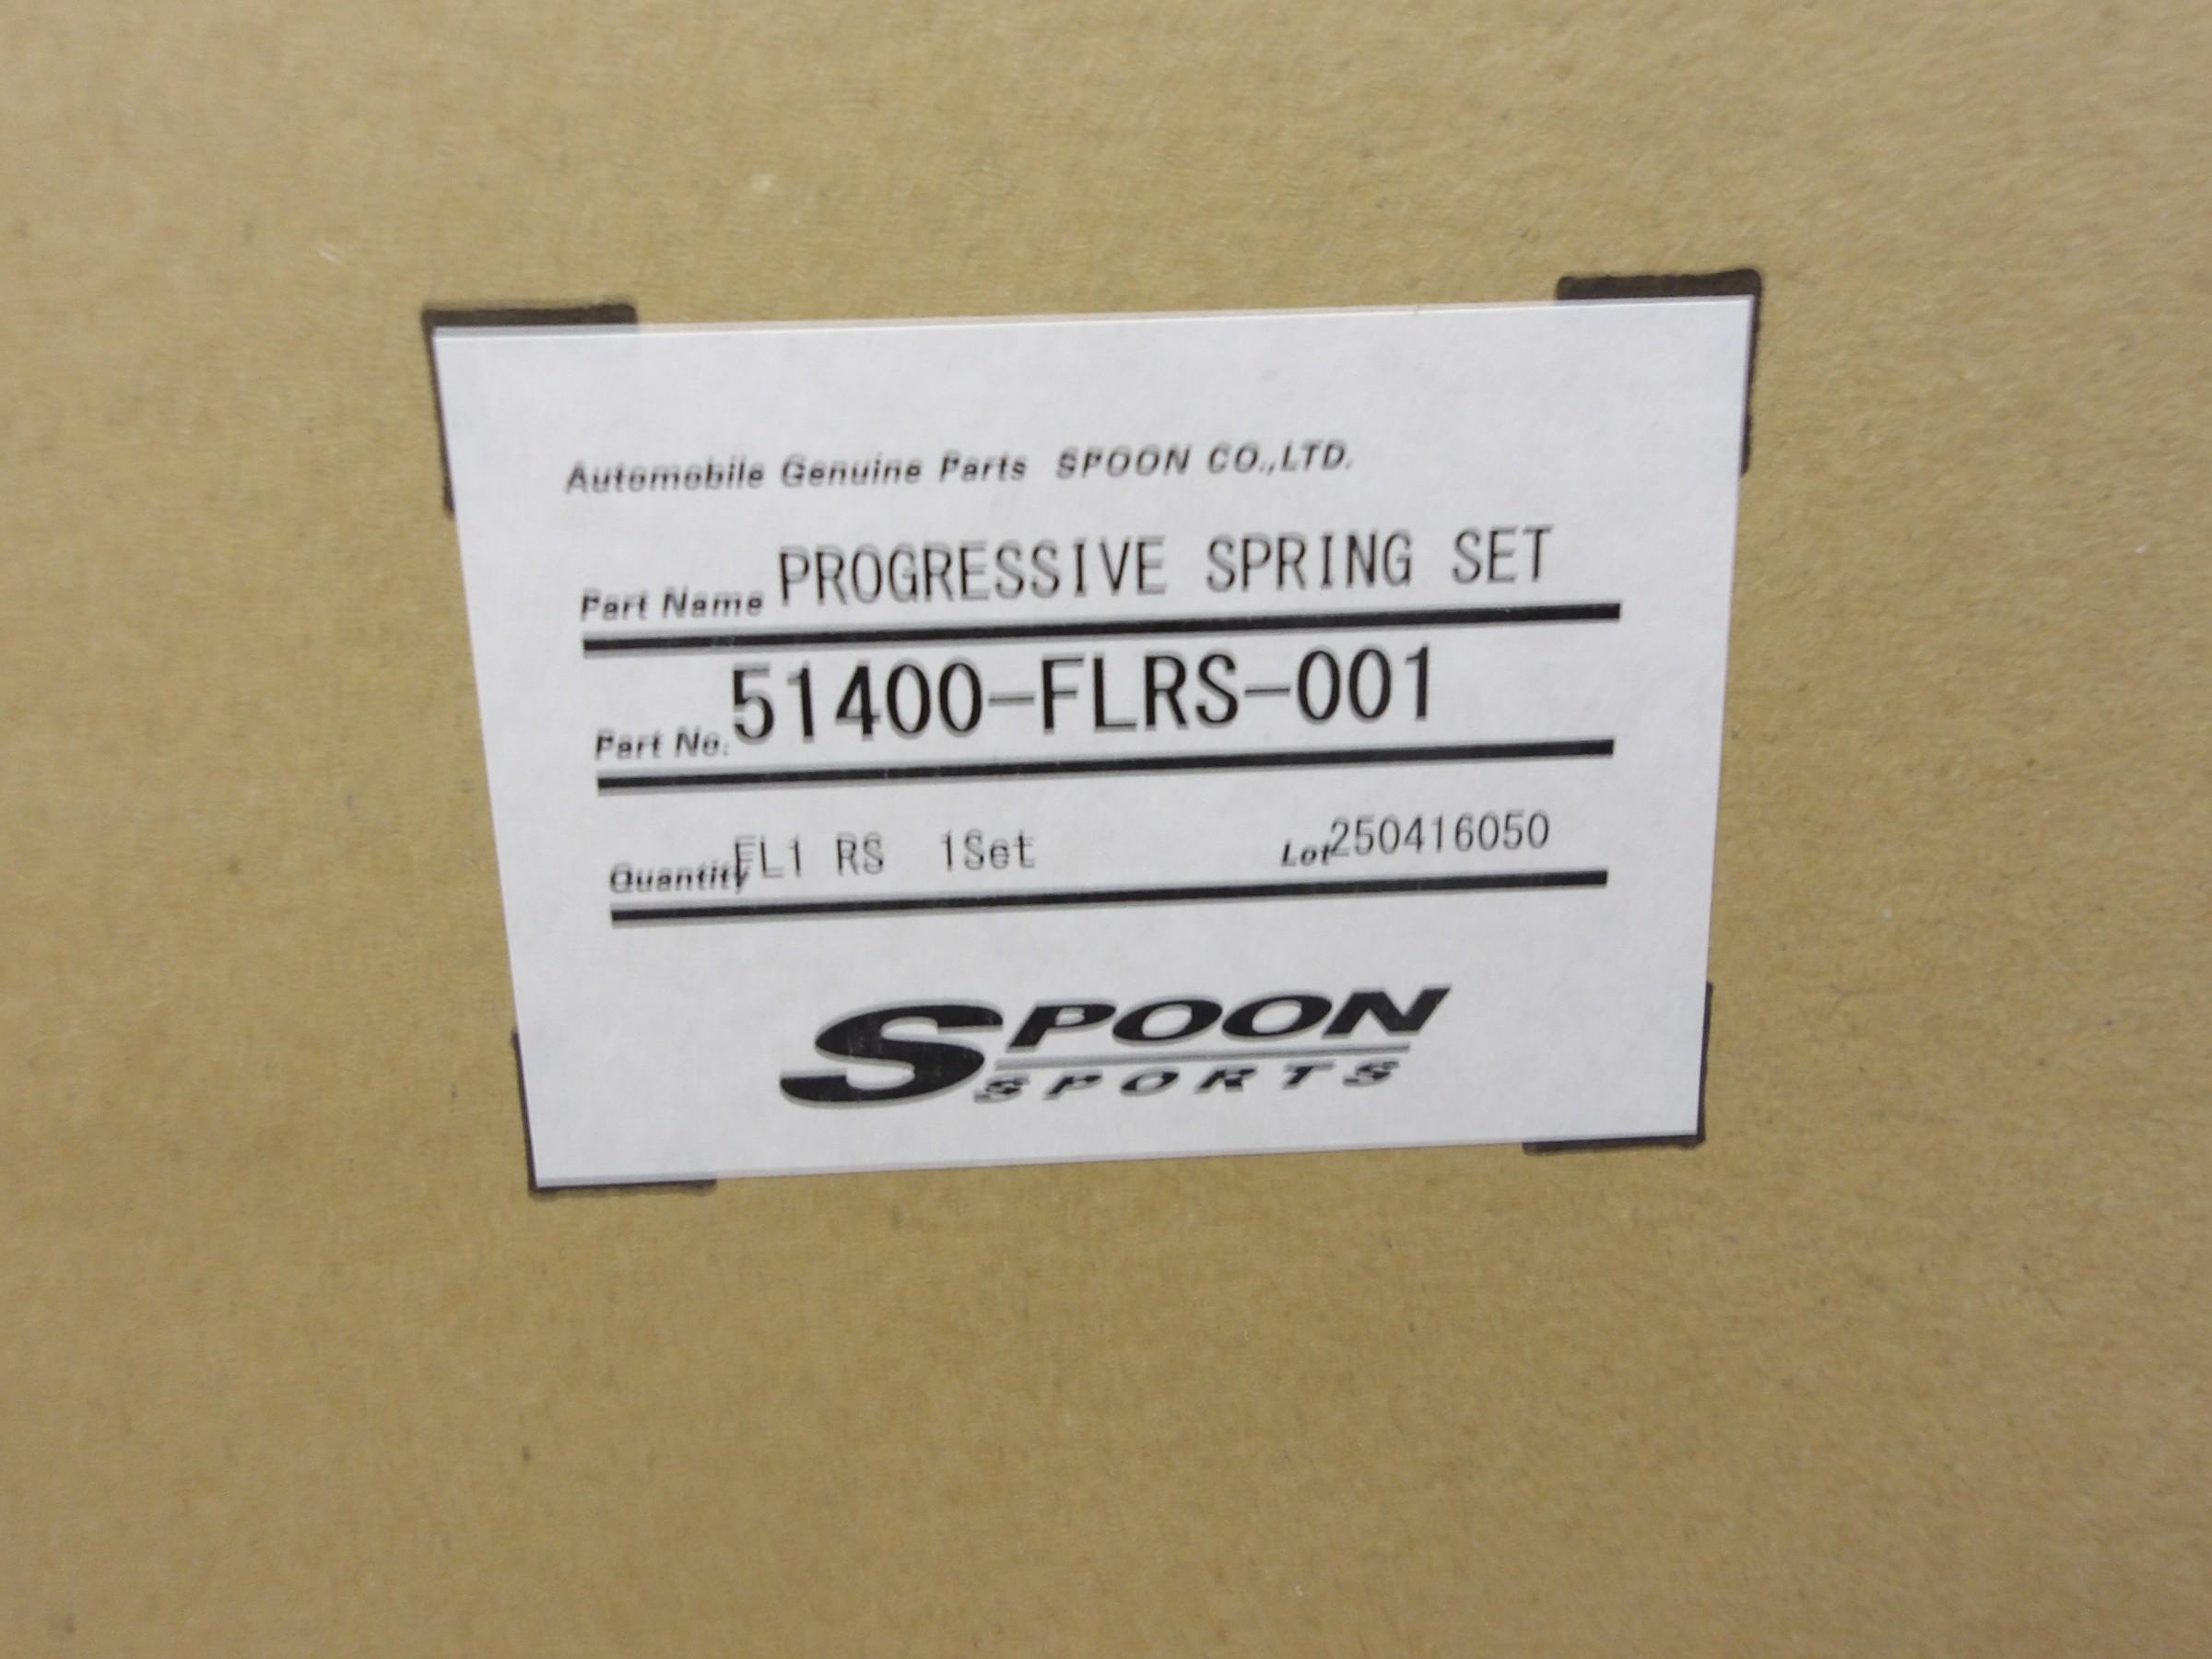 Automobile Genuine Parts SPOON CO.,LTD.
Part Name PROGRESSIVE SPRING SET
Part No. 51400-FLRS-001
Quantity FL1 RS 1Set Lot 250416050
SPOON
SPORTS